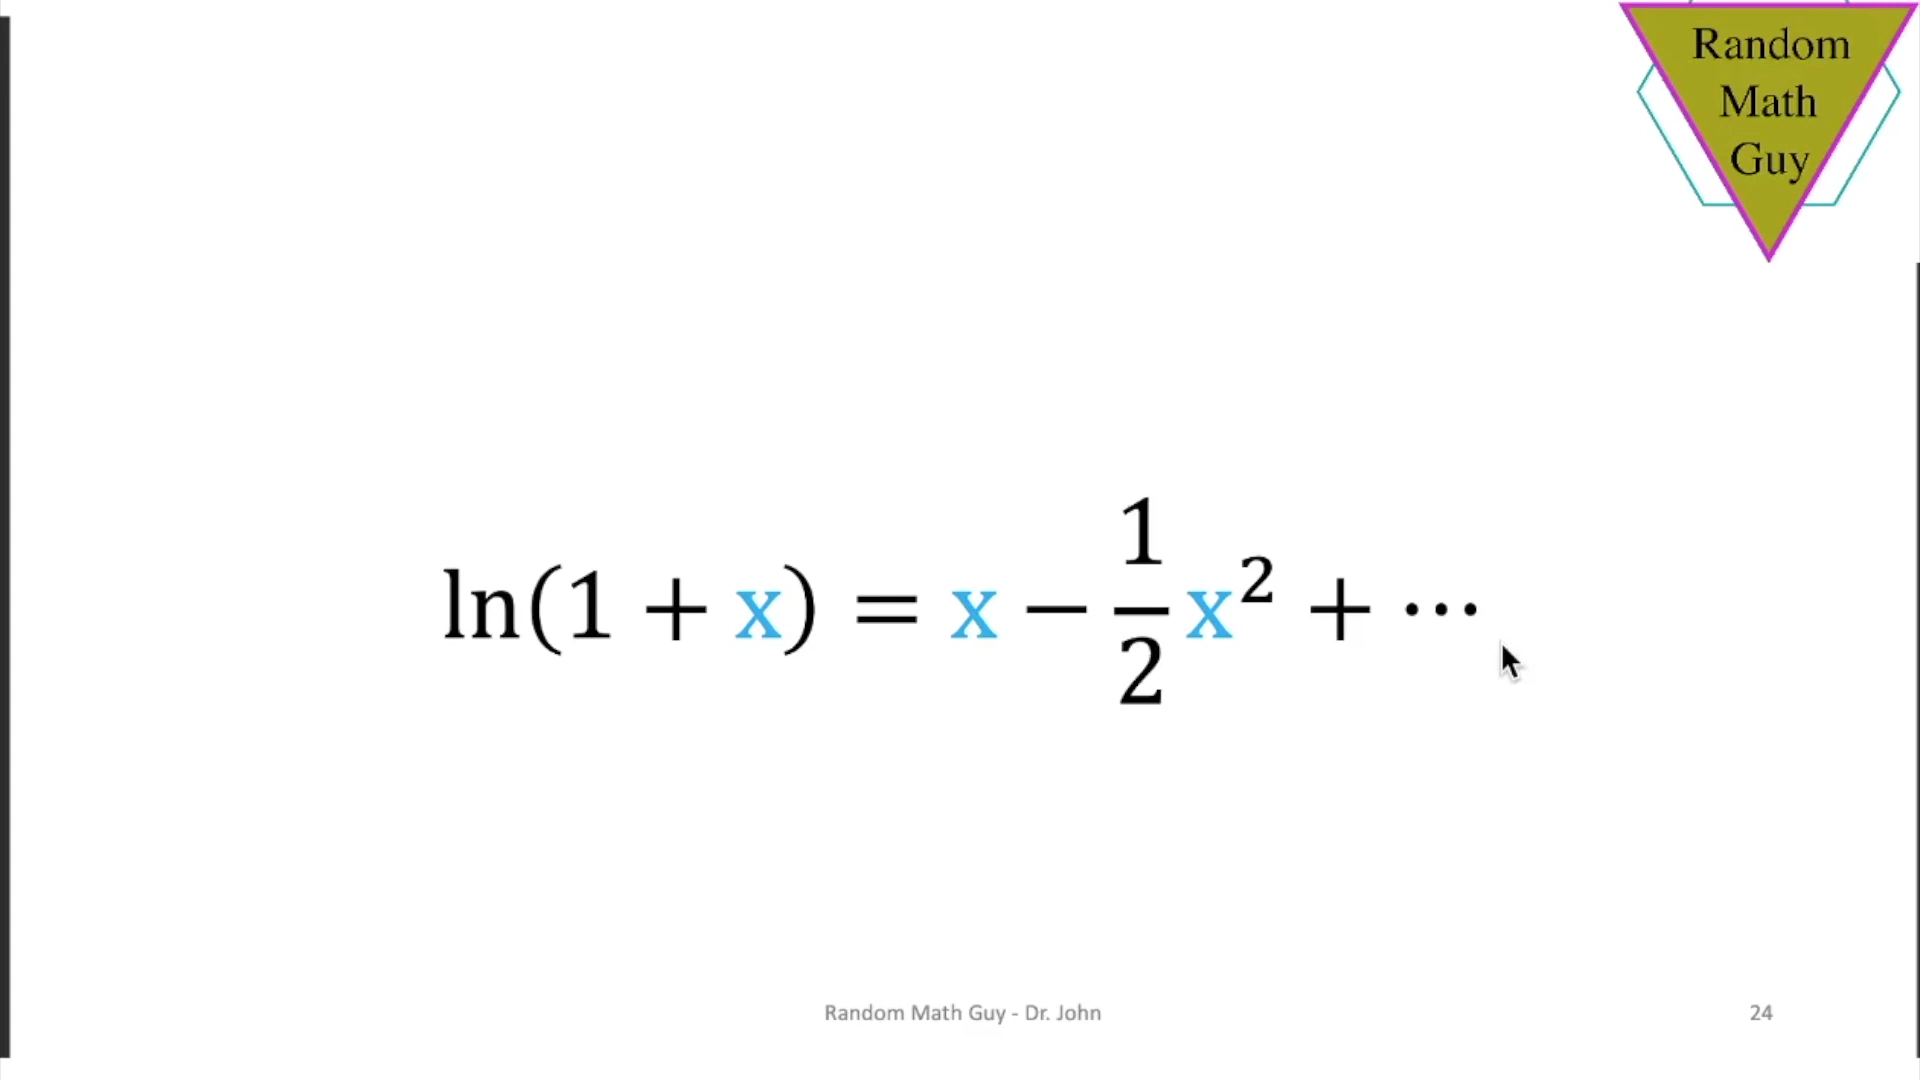 Random
Math
Guy
ln(1 + x) = x − 1/2 x² + ⋯
Random Math Guy - Dr. John
24